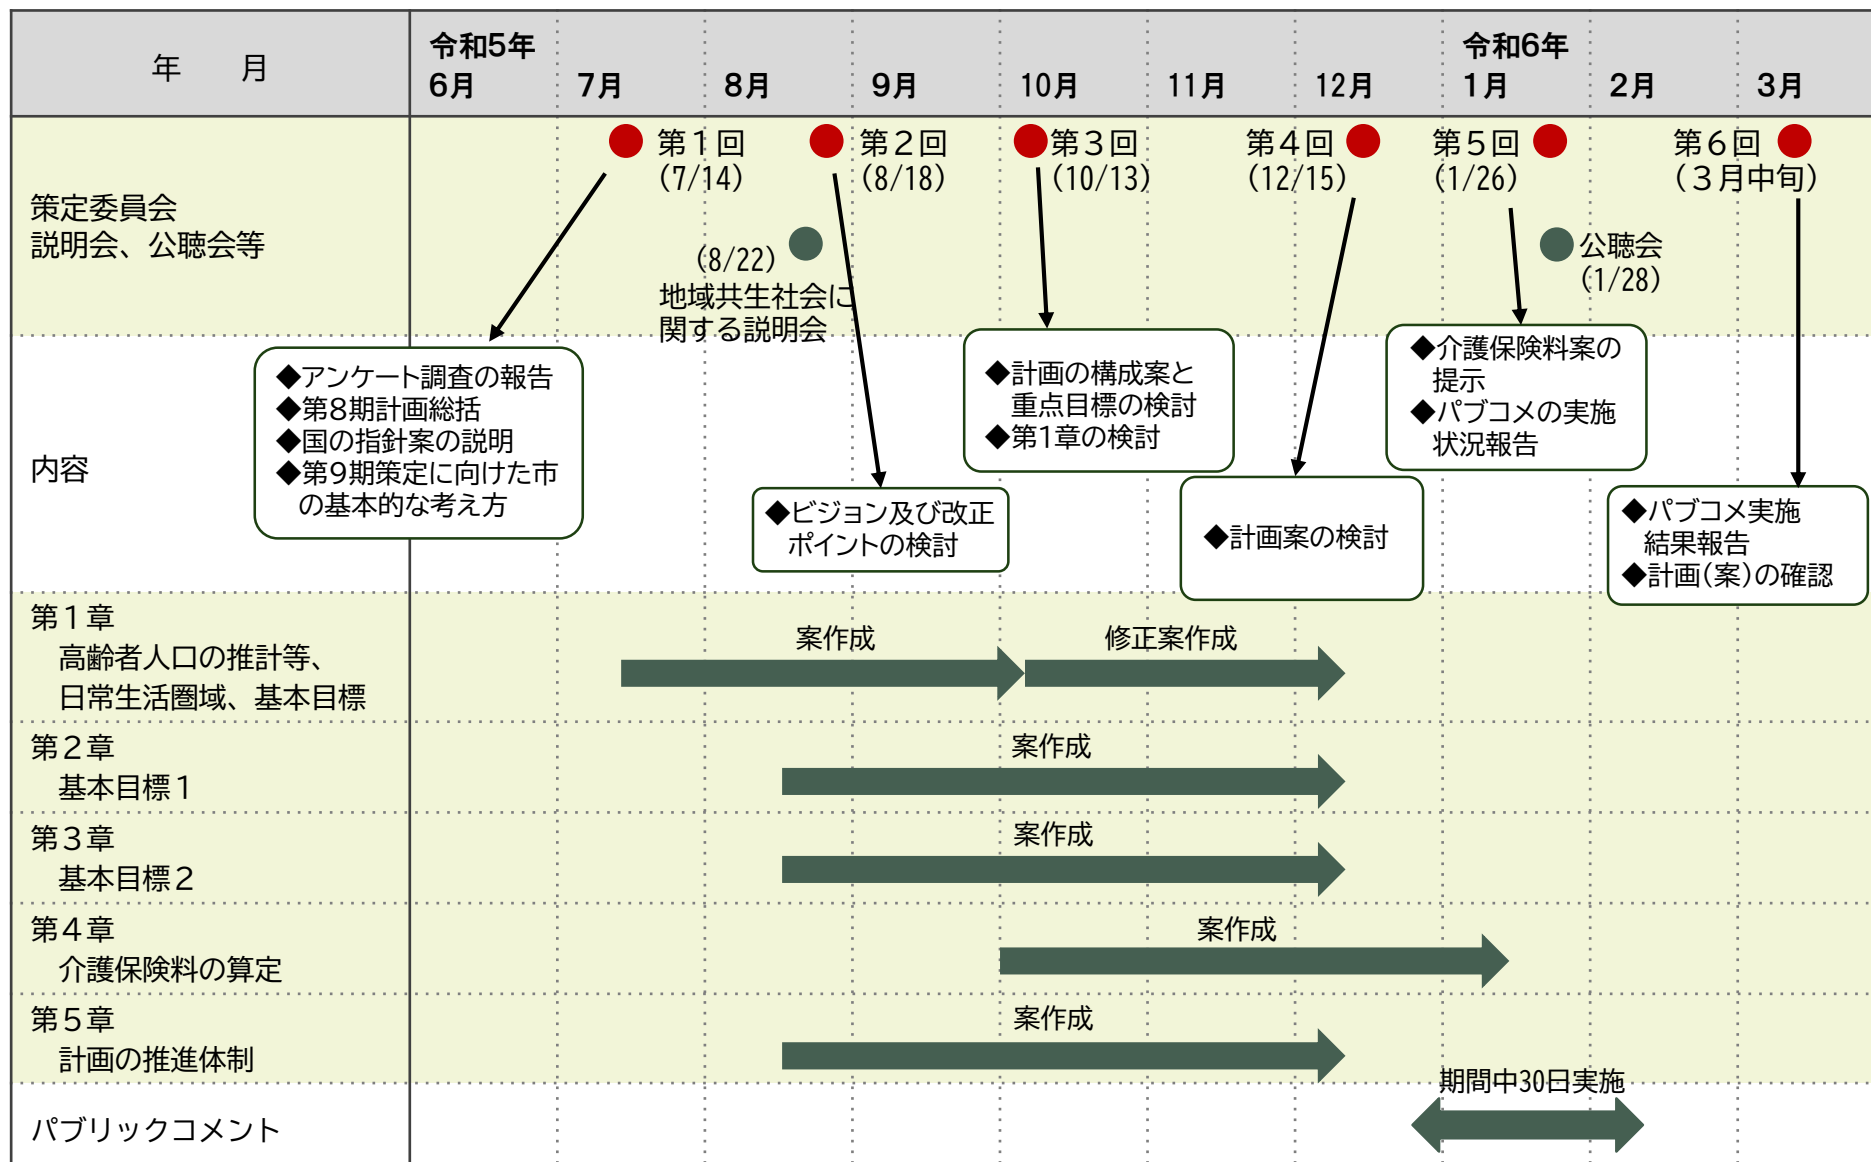 年　月
令和5年
6月
7月
8月
9月
10月
11月
12月
令和6年
1月
2月
3月
策定委員会
説明会、公聴会等
第1回
(7/14)
第2回
(8/18)
第3回
(10/13)
第4回
(12/15)
第5回
(1/26)
第6回
(3月中旬)
(8/22)
地域共生社会に
関する説明会
公聴会
(1/28)
内容
◆アンケート調査の報告
◆第8期計画総括
◆国の指針案の説明
◆第9期策定に向けた市
の基本的な考え方
◆ビジョン及び改正
ポイントの検討
◆計画の構成案と
重点目標の検討
◆第1章の検討
◆計画案の検討
◆介護保険料案の
提示
◆パブコメの実施
状況報告
◆パブコメ実施
結果報告
◆計画(案)の確認
第1章
高齢者人口の推計等、
日常生活圏域、基本目標
案作成
修正案作成
第2章
基本目標1
案作成
第3章
基本目標2
案作成
第4章
介護保険料の算定
案作成
第5章
計画の推進体制
案作成
パブリックコメント
期間中30日実施